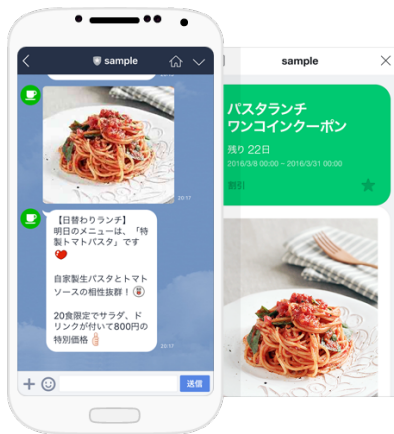 sample
20:17
20:17
【日替わりランチ】
明日のメニューは、「特
製トマトパスタ」です
自家製生パスタとトマト
ソースの相性抜群！
20食限定でサラダ、ド
リンクが付いて800円の
特別価格
20:17
送信
sample
パスタランチ
ワンコインクーポン
残り 22日
2016/3/8 00:00 ~ 2016/3/31 00:00
割引